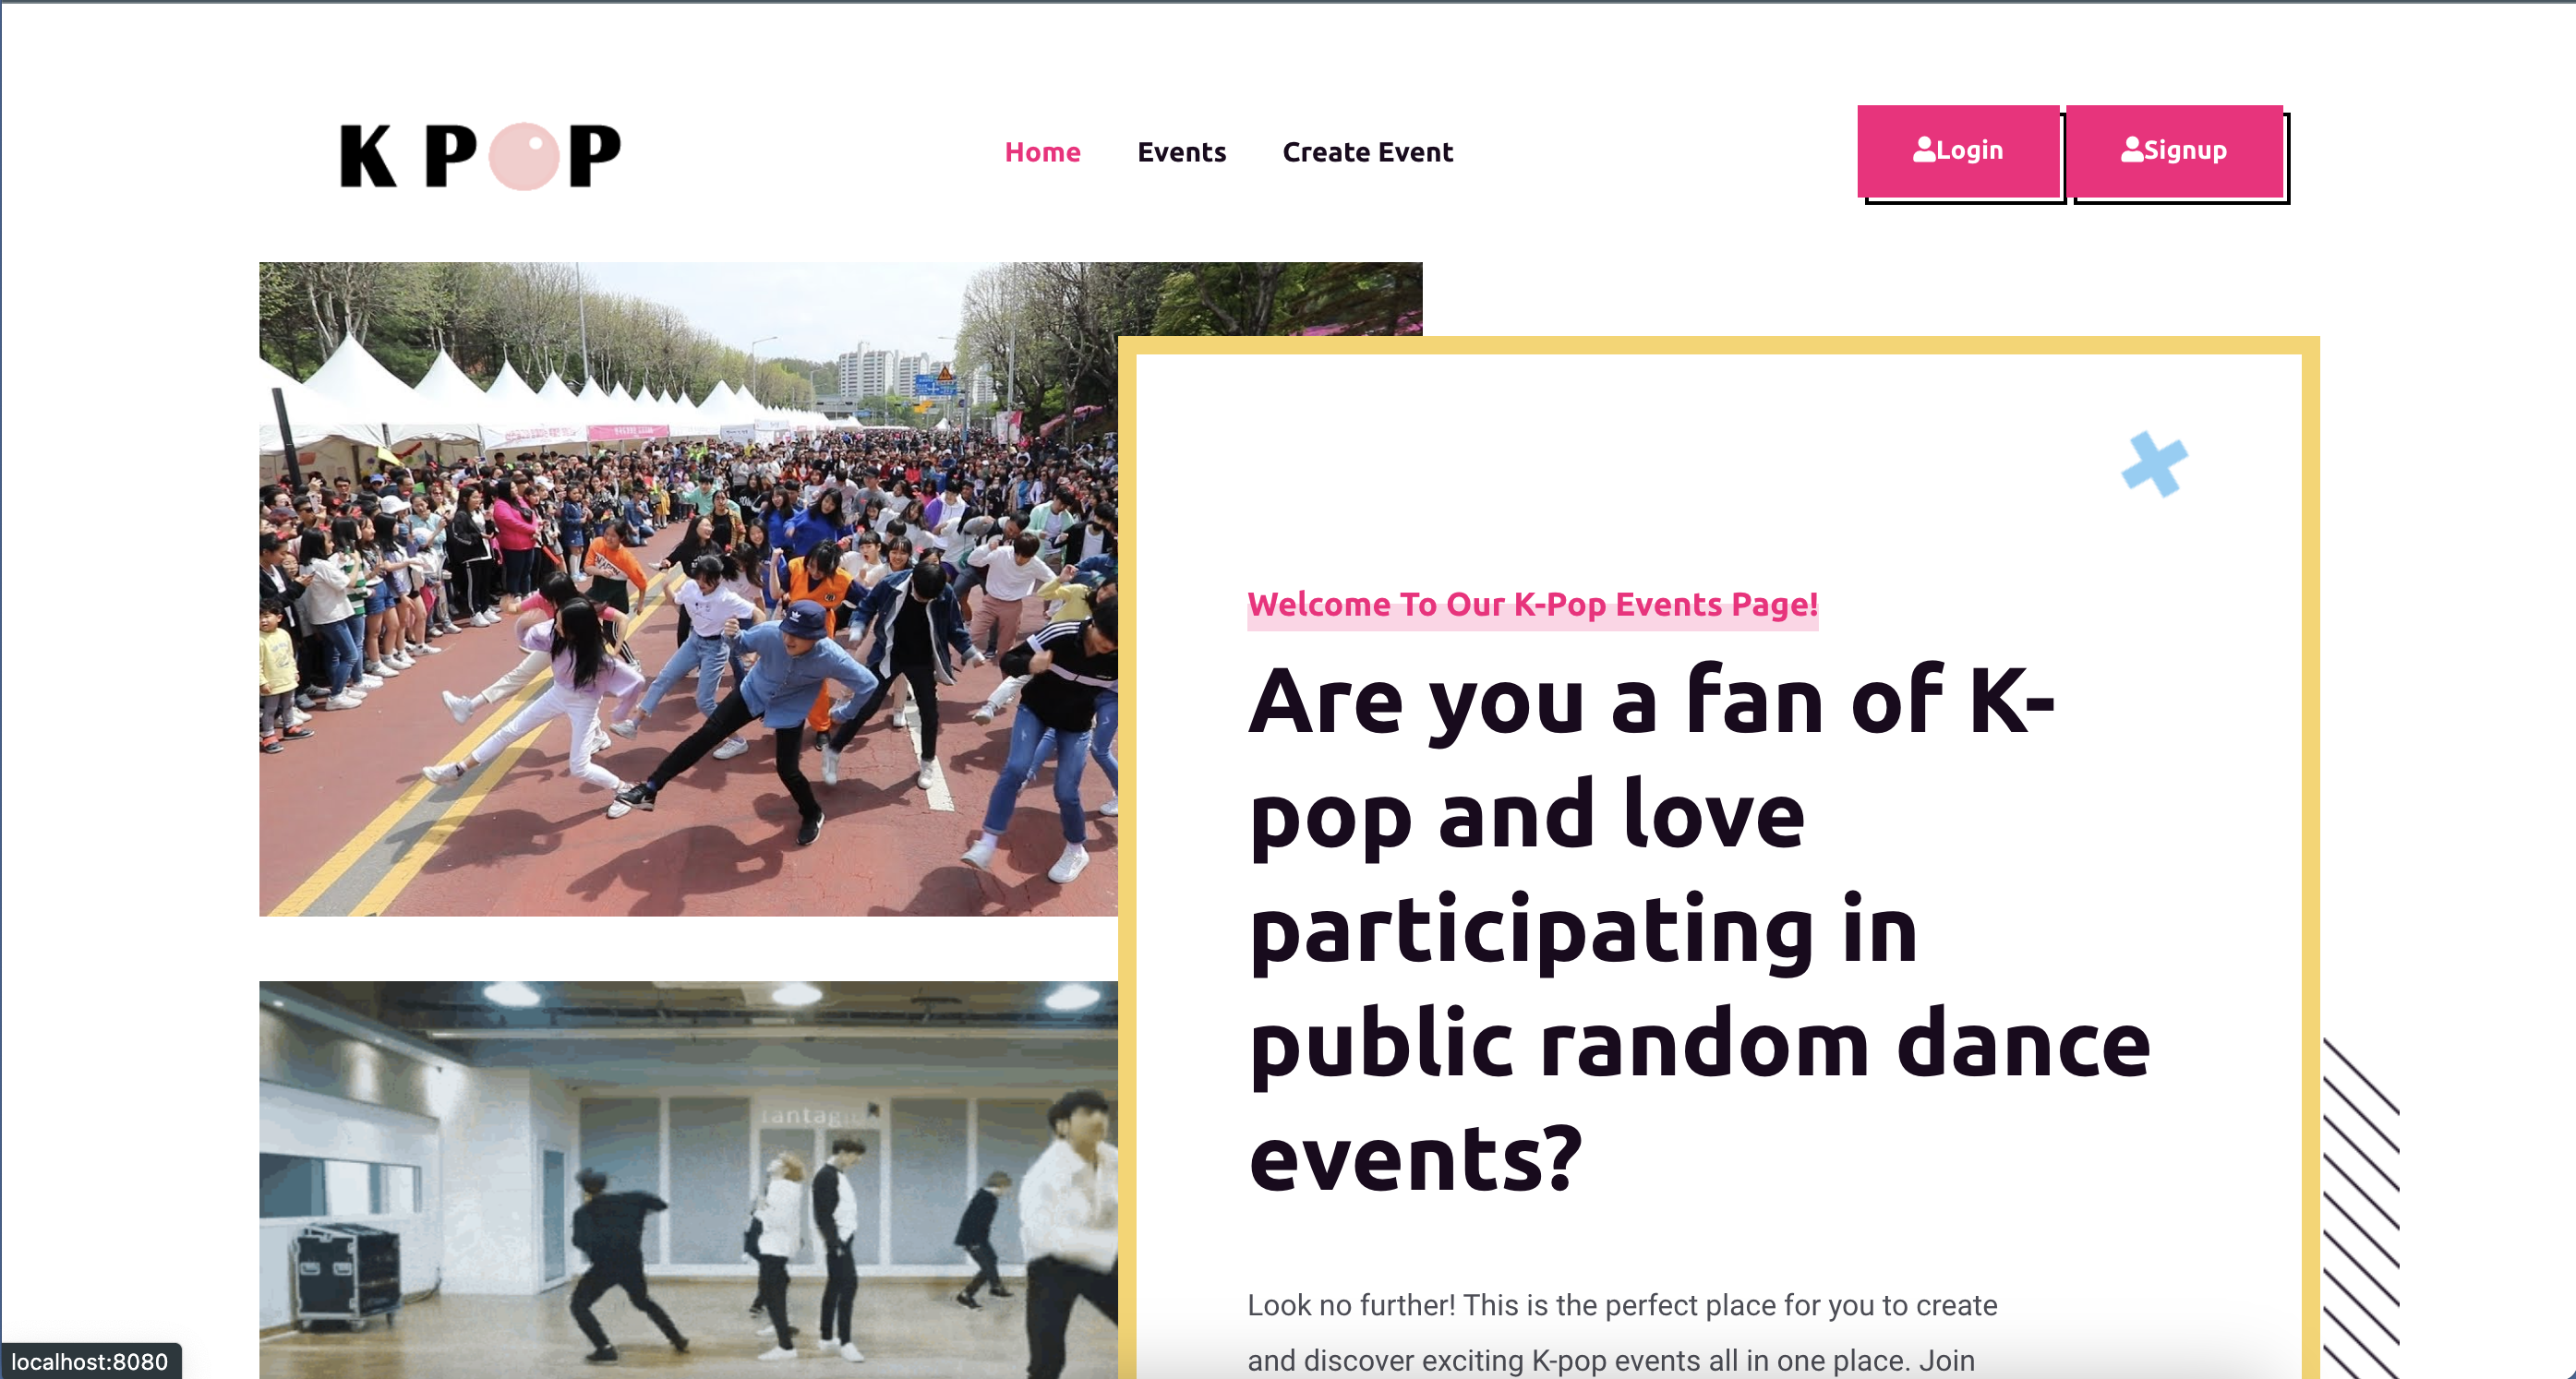 K POP
Home Events Create Event
Login Signup
Welcome To Our K-Pop Events Page!
Are you a fan of K-
pop and love
participating in
public random dance
events?
Look no further! This is the perfect place for you to create
and discover exciting K-pop events all in one place. Join
fantagio
localhost:8080